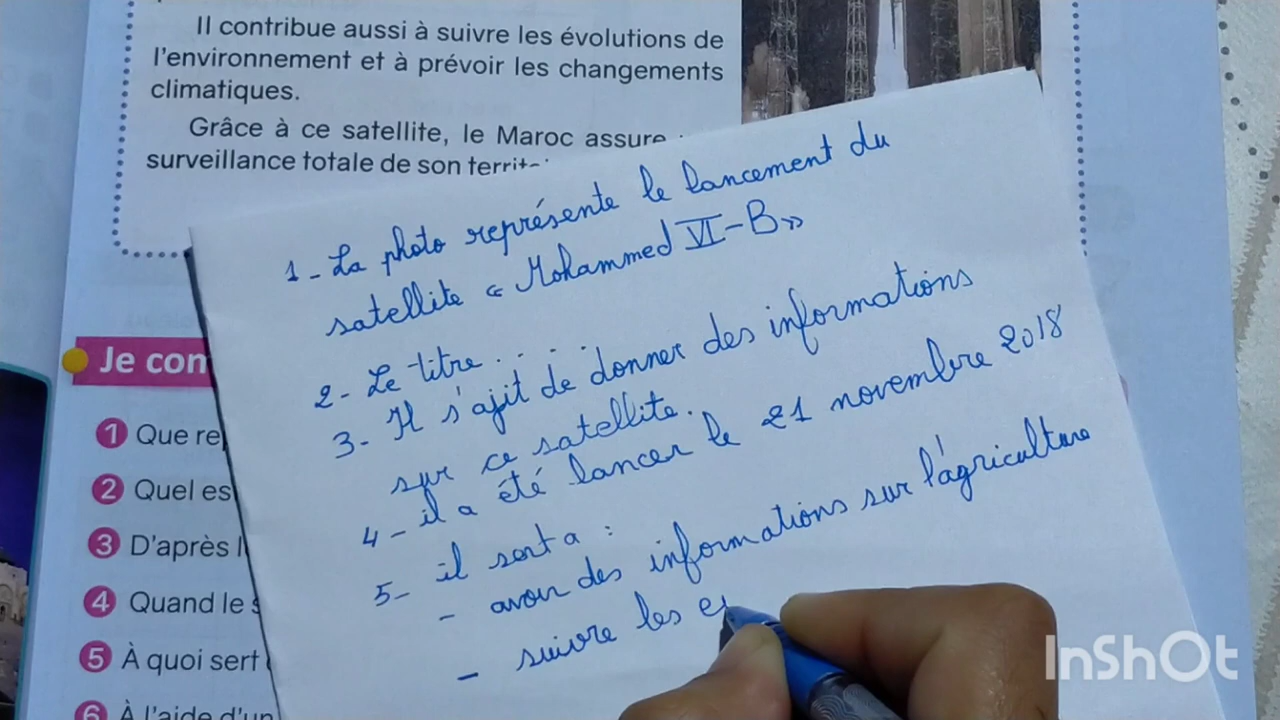 Il contribue aussi à suivre les évolutions de
l'environnement et à prévoir les changements
climatiques.
Grâce à ce satellite, le Maroc assure
surveillance totale de son
1 - La photo représente le lancement du
satellite « Mohammed VI - B »
2 - Le titre . . . . .
3 - Il s'ajit de donner des informations
sur ce satellite.
4 - il a été lancer le 21 novembre 2018
5 - il sert a :
- avoir des informations sur l'agriculture
- suivre les
Je
1 Que
2 Quel
3 D'après
4 Quand le
5 À quoi sert
6 À l'aide d'un
InShOt